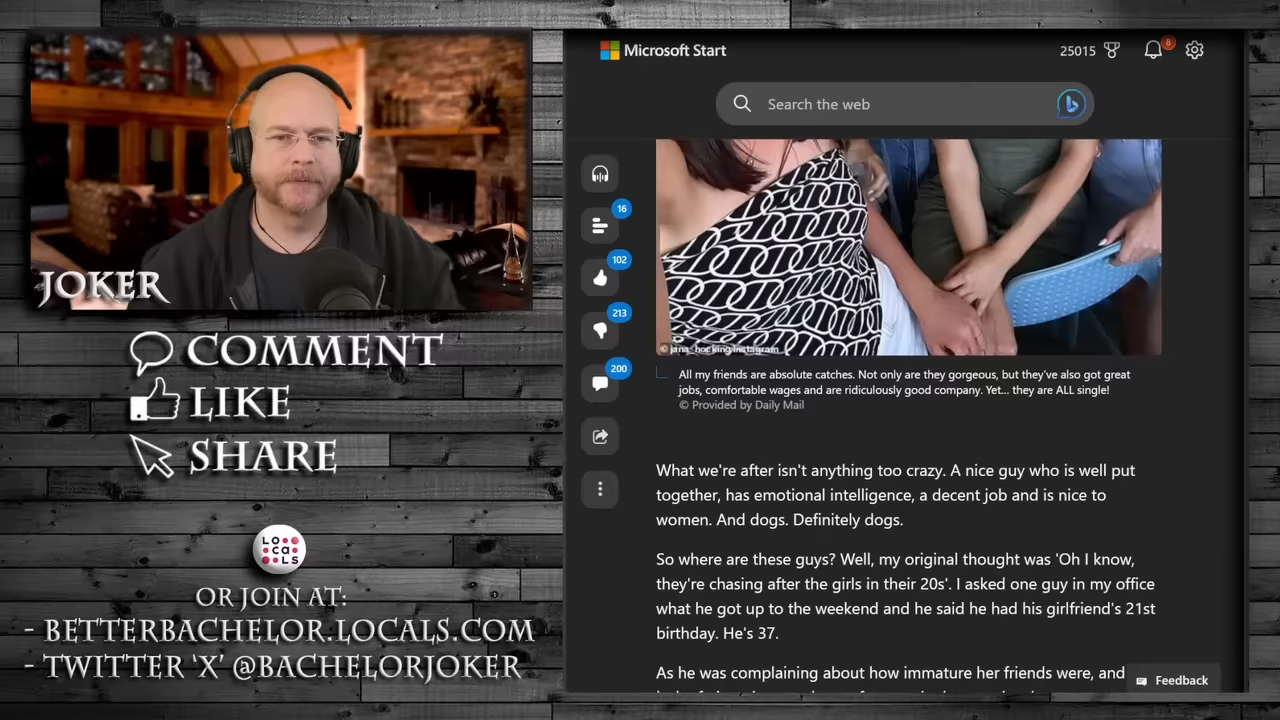 JOKER
COMMENT
LIKE
SHARE
LOCALS
OR JOIN AT:
- BETTERBACHELOR.LOCALS.COM
- TWITTER 'X' @BACHELORJOKER
Microsoft Start
25015
8
Search the web
16
102
213
200
© jana_hocking/Instagram
All my friends are absolute catches. Not only are they gorgeous, but they've also got great
jobs, comfortable wages and are ridiculously good company. Yet... they are ALL single!
© Provided by Daily Mail
What we're after isn't anything too crazy. A nice guy who is well put
together, has emotional intelligence, a decent job and is nice to
women. And dogs. Definitely dogs.
So where are these guys? Well, my original thought was 'Oh I know,
they're chasing after the girls in their 20s'. I asked one guy in my office
what he got up to the weekend and he said he had his girlfriend's 21st
birthday. He's 37.
As he was complaining about how immature her friends were, and
Feedback